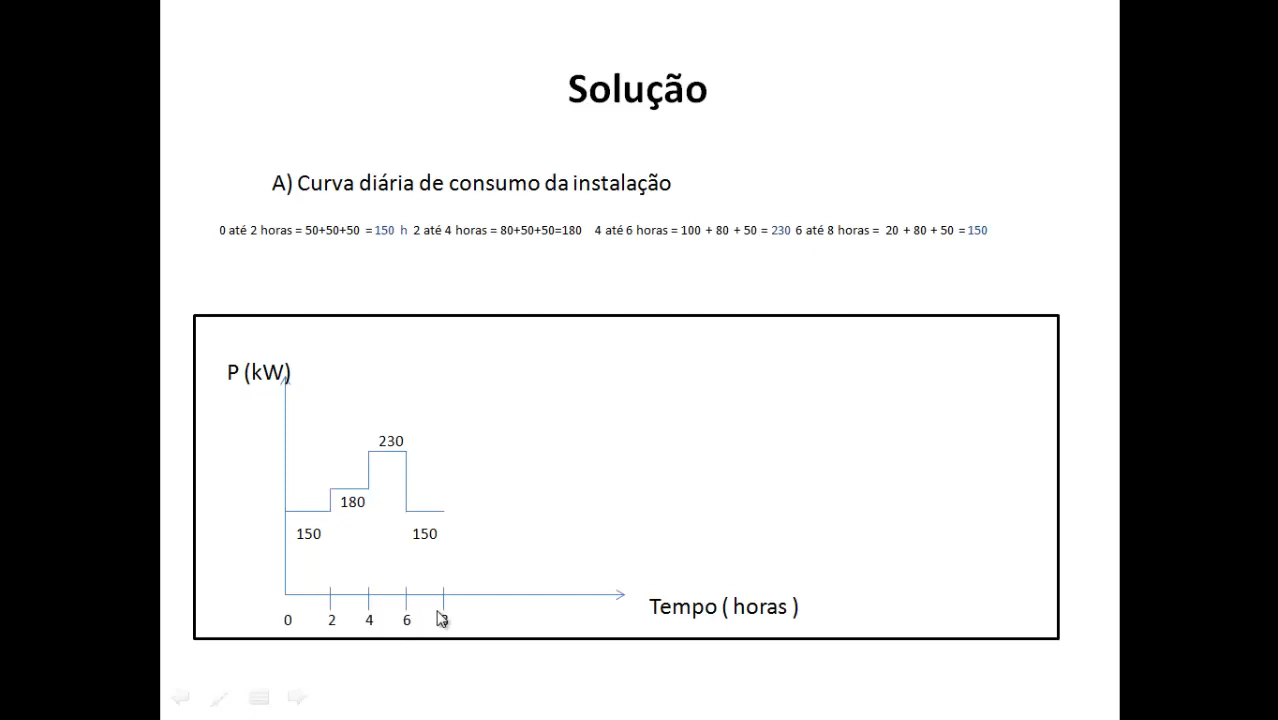 Solução
A) Curva diária de consumo da instalação
0 até 2 horas = 50+50+50 = 150 h 2 até 4 horas = 80+50+50=180 4 até 6 horas = 100 + 80 + 50 = 230 6 até 8 horas = 20 + 80 + 50 = 150
P (kW)
230
180
150 150
0 2 4 6
Tempo ( horas )